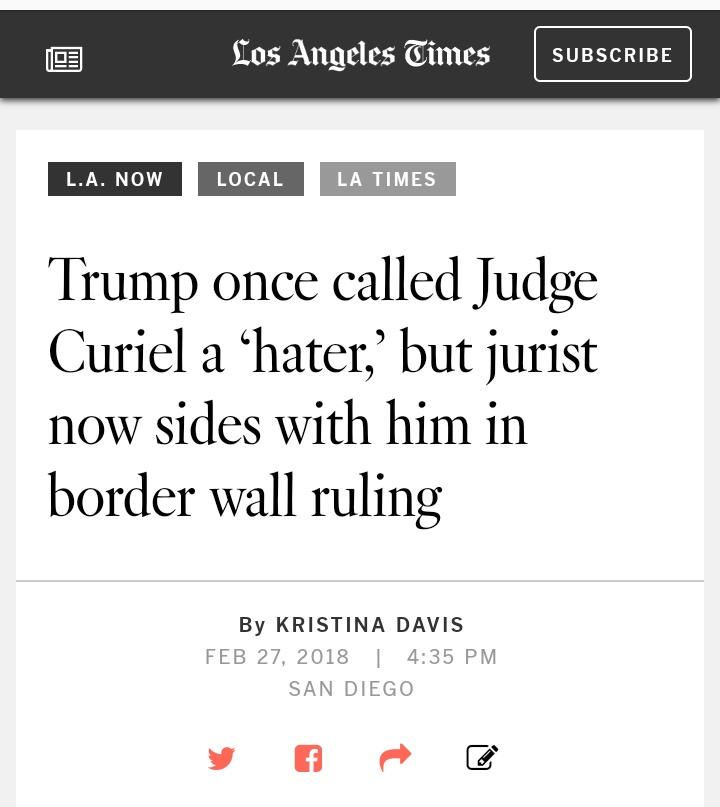 Los Angeles Times
SUBSCRIBE
L.A. NOW LOCAL LA TIMES
Trump once called Judge
Curiel a ‘hater,’ but jurist
now sides with him in
border wall ruling
By KRISTINA DAVIS
FEB 27, 2018 | 4:35 PM
SAN DIEGO